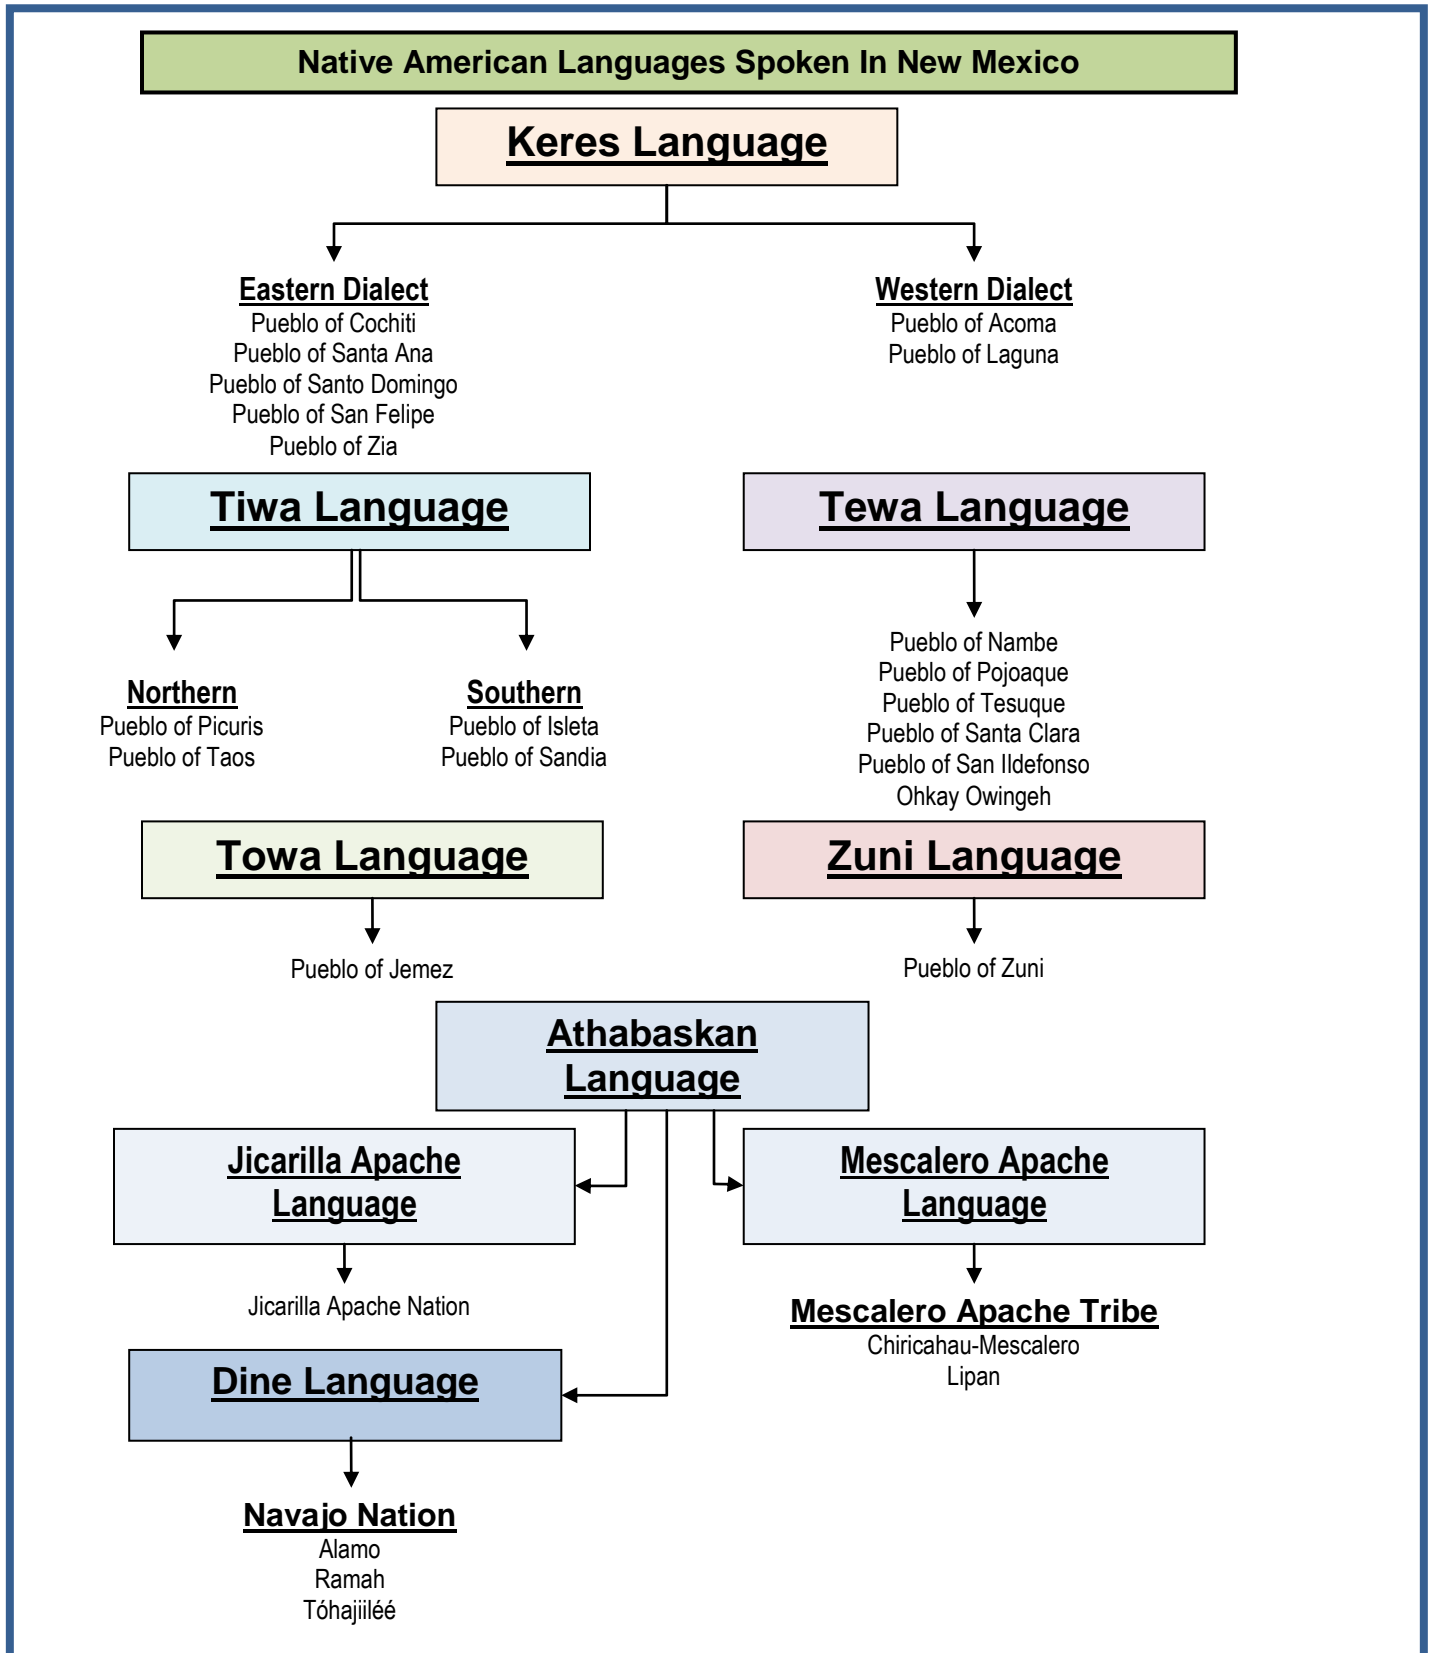 Native American Languages Spoken In New Mexico
Keres Language
Eastern Dialect
Pueblo of Cochiti
Pueblo of Santa Ana
Pueblo of Santo Domingo
Pueblo of San Felipe
Pueblo of Zia
Western Dialect
Pueblo of Acoma
Pueblo of Laguna
Tiwa Language
Northern
Pueblo of Picuris
Pueblo of Taos
Southern
Pueblo of Isleta
Pueblo of Sandia
Tewa Language
Pueblo of Nambe
Pueblo of Pojoaque
Pueblo of Tesuque
Pueblo of Santa Clara
Pueblo of San Ildefonso
Ohkay Owingeh
Towa Language
Pueblo of Jemez
Zuni Language
Pueblo of Zuni
Athabaskan
Language
Jicarilla Apache
Language
Jicarilla Apache Nation
Mescalero Apache
Language
Mescalero Apache Tribe
Chiricahau-Mescalero
Lipan
Dine Language
Navajo Nation
Alamo
Ramah
Tóhajiiléé